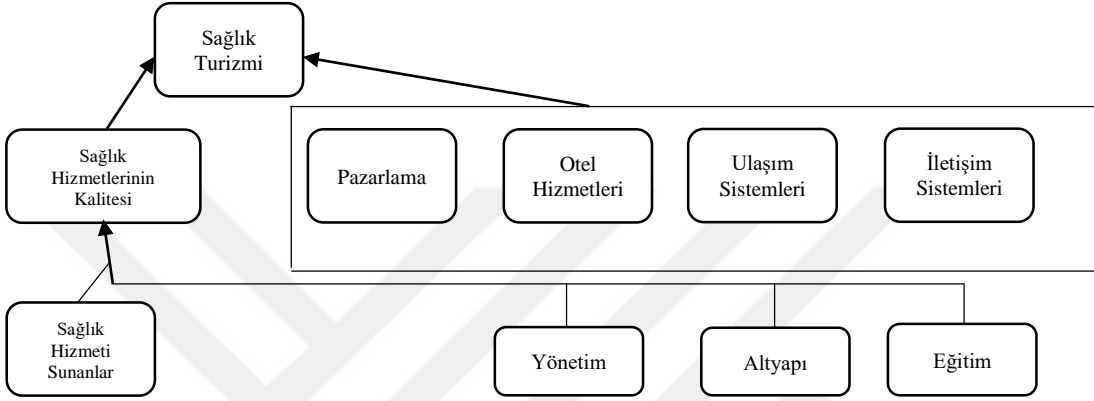 Sağlık
Turizmi
Sağlık
Hizmetlerinin
Kalitesi
Pazarlama
Otel
Hizmetleri
Ulaşım
Sistemleri
İletişim
Sistemleri
Sağlık
Hizmeti
Sunanlar
Yönetim
Altyapı
Eğitim